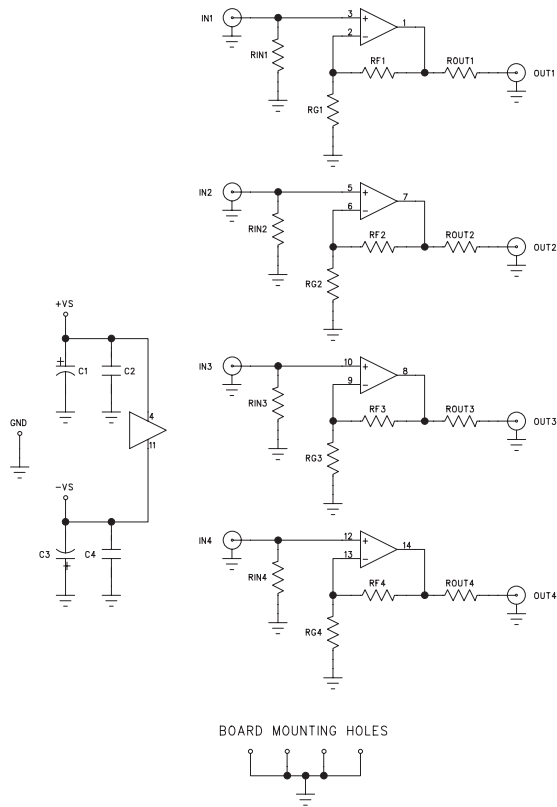 IN1
3
1
2
RIN1
RF1
ROUT1
OUT1
RG1
IN2
5
7
6
RIN2
RF2
ROUT2
OUT2
RG2
+VS
+
C1
C2
4
11
GND
-VS
C3
C4
+
IN3
10
8
9
RIN3
RF3
ROUT3
OUT3
RG3
IN4
12
14
13
RIN4
RF4
ROUT4
OUT4
RG4
BOARD MOUNTING HOLES